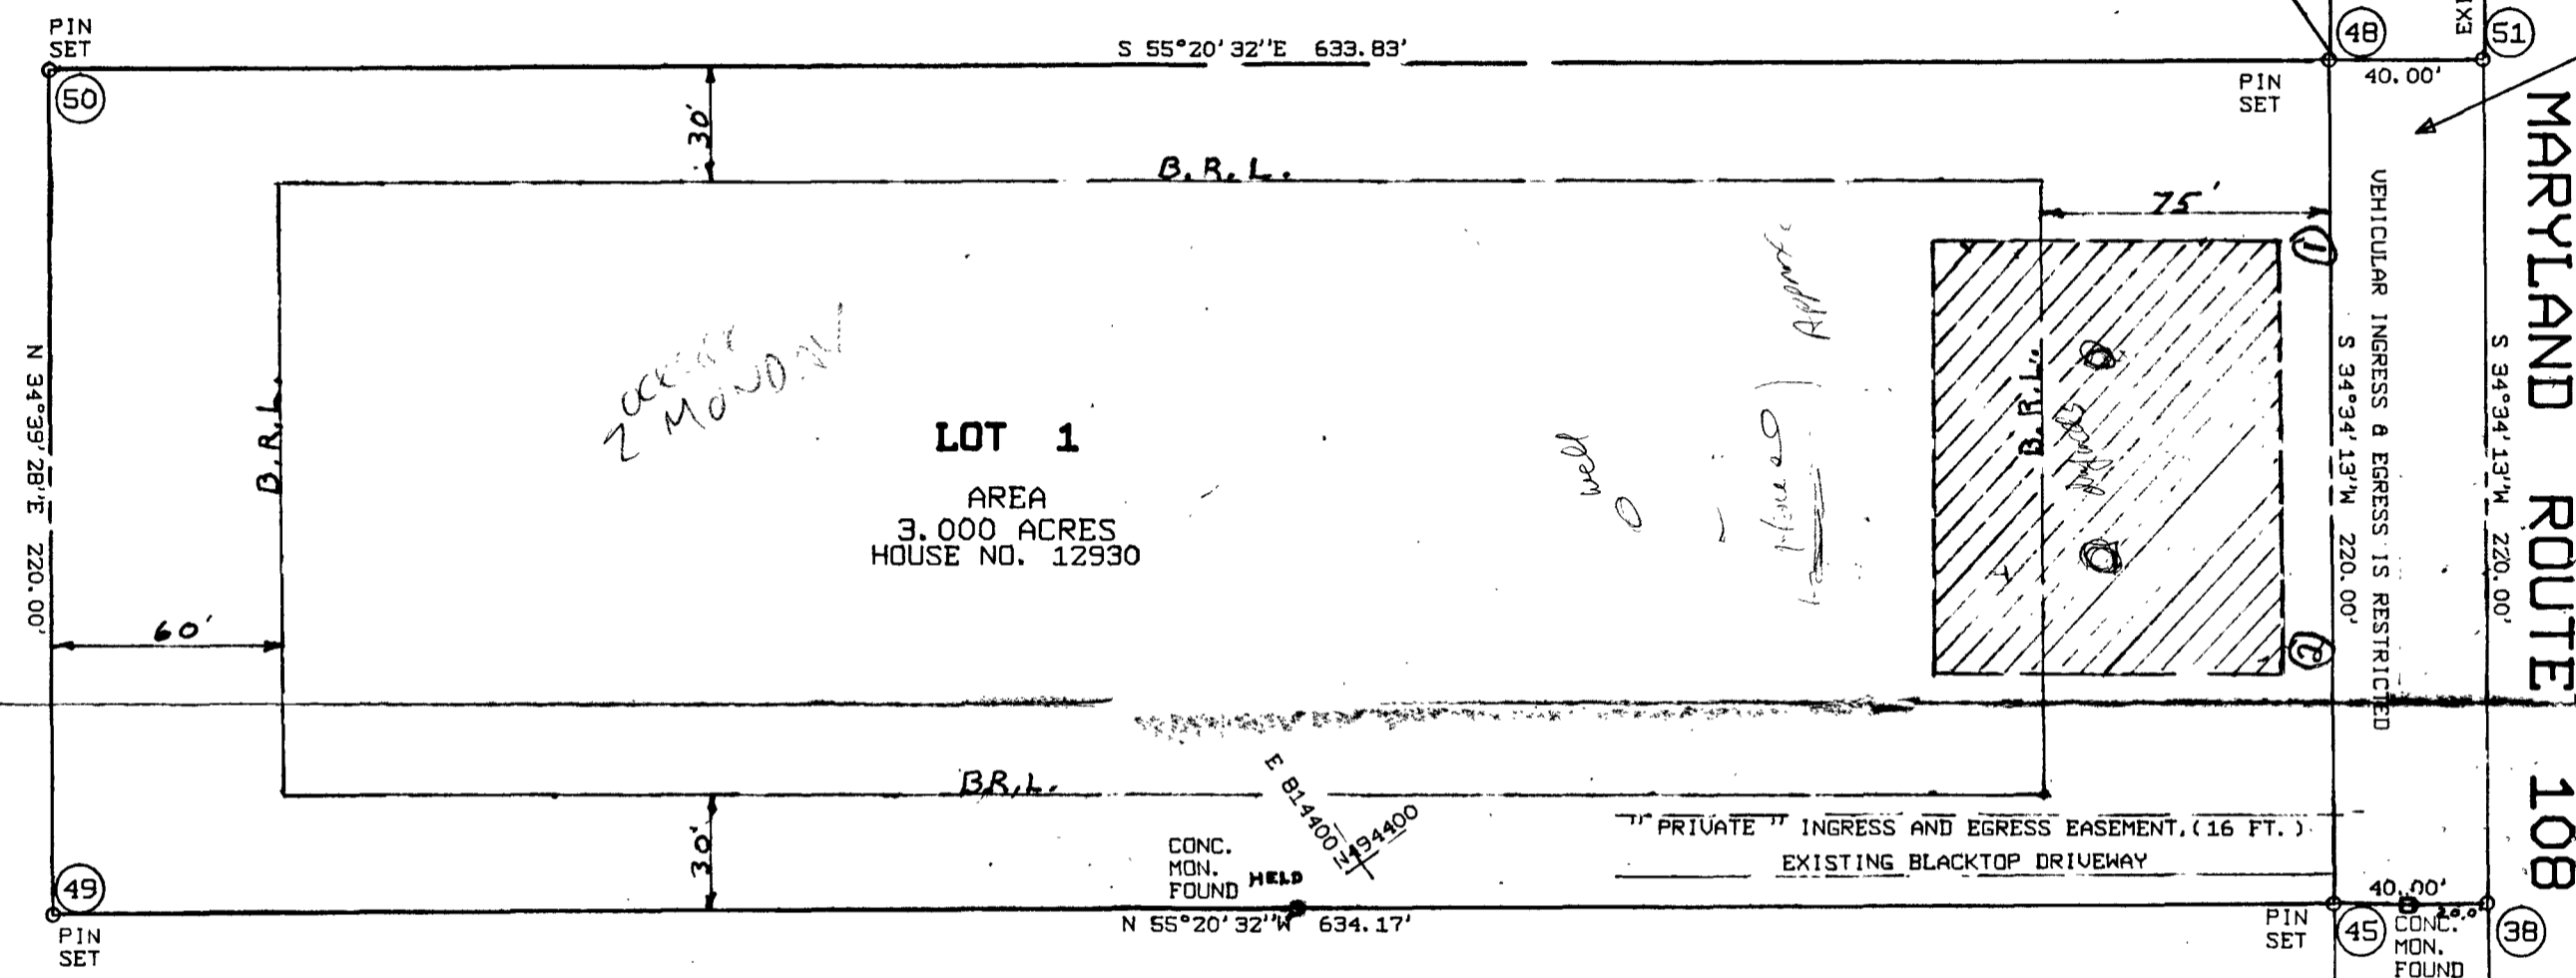 PIN
SET
50
S 55°20'32"E 633.83'
48
EXI
51
PIN
SET
40.00'
30'
B.R.L.
75'
1
MARYLAND ROUTE 108
VEHICULAR INGRESS & EGRESS IS RESTRICTED
S 34°34'13"W 220.00'
S 34°34'13"W 220.00'
N 34°39'28"E 220.00'
B.R.L.
LOT 1
AREA
3.000 ACRES
HOUSE NO. 12930
well
B.R.L.
2
60'
B.R.L.
E 814400
N 494400
"PRIVATE" INGRESS AND EGRESS EASEMENT. (16 FT.)
EXISTING BLACKTOP DRIVEWAY
30'
CONC.
MON.
FOUND HELD
49
PIN
SET
N 55°20'32"W 634.17'
40.00'
20.0'
PIN
SET
45
CONC.
MON.
FOUND
38